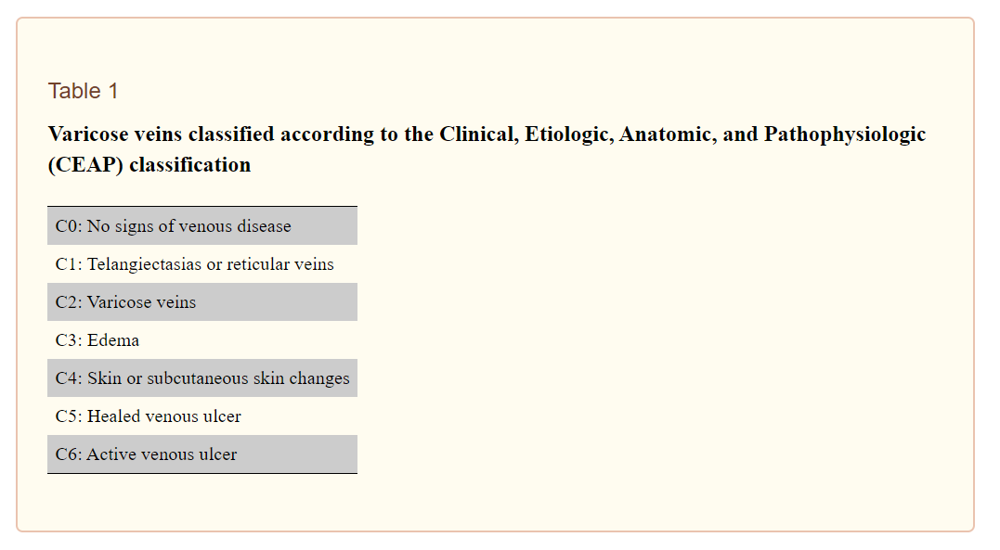 Table 1
Varicose veins classified according to the Clinical, Etiologic, Anatomic, and Pathophysiologic
(CEAP) classification
C0: No signs of venous disease
C1: Telangiectasias or reticular veins
C2: Varicose veins
C3: Edema
C4: Skin or subcutaneous skin changes
C5: Healed venous ulcer
C6: Active venous ulcer